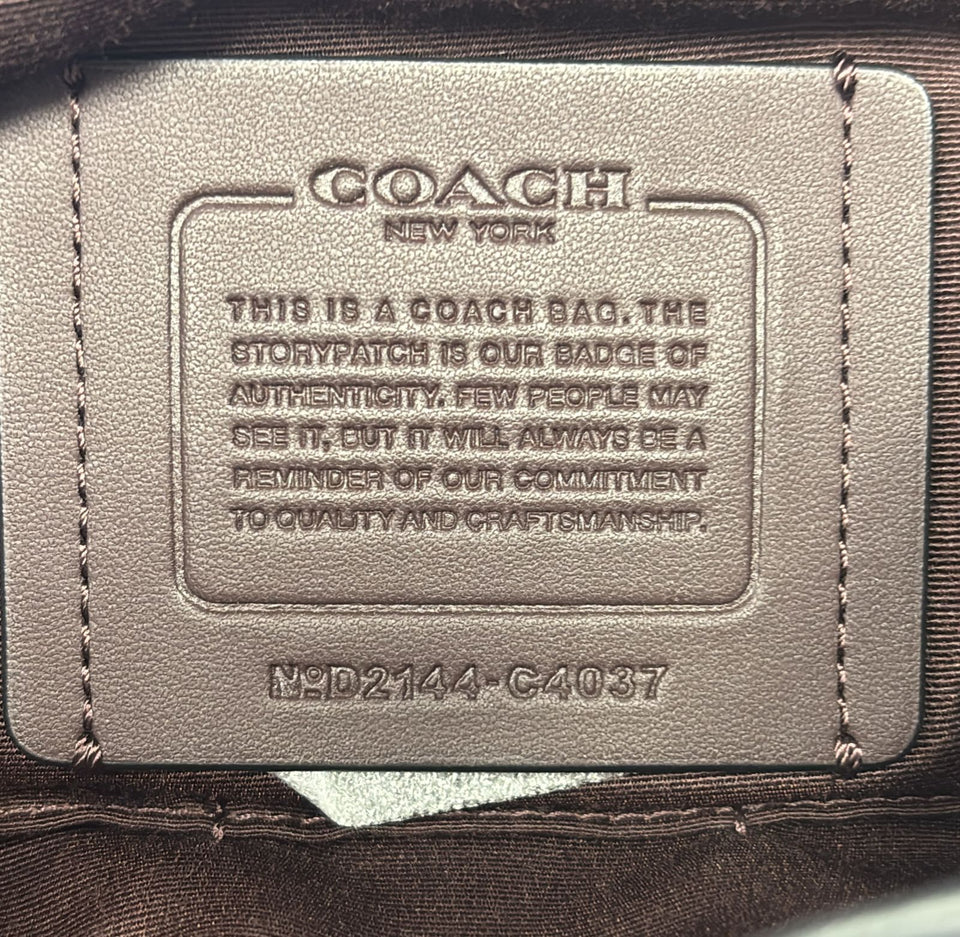 COACH
NEW YORK
THIS IS A COACH BAG. THE
STORYPATCH IS OUR BADGE OF
AUTHENTICITY. FEW PEOPLE MAY
SEE IT, BUT IT WILL ALWAYS BE A
REMINDER OF OUR COMMITMENT
TO QUALITY AND CRAFTSMANSHIP.
NºD2144-C4037